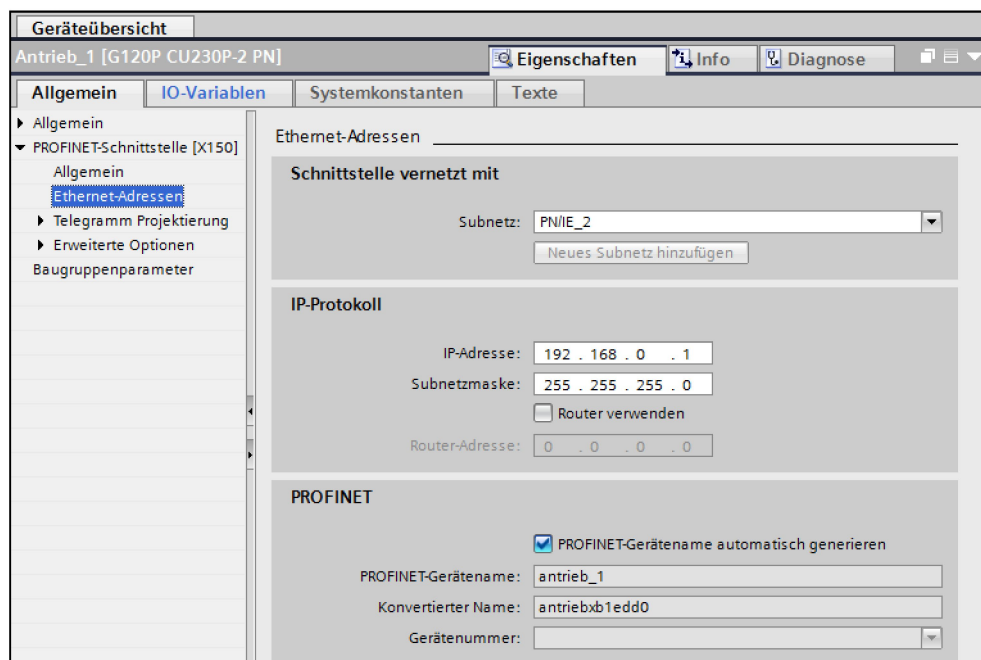 Geräteübersicht
Antrieb_1 [G120P CU230P-2 PN]
Eigenschaften
Info
Diagnose
Allgemein
IO-Variablen
Systemkonstanten
Texte
Allgemein
PROFINET-Schnittstelle [X150]
Allgemein
Ethernet-Adressen
Telegramm Projektierung
Erweiterte Optionen
Baugruppenparameter
Ethernet-Adressen
Schnittstelle vernetzt mit
Subnetz: PN/IE_2
Neues Subnetz hinzufügen
IP-Protokoll
IP-Adresse: 192 . 168 . 0 . 1
Subnetzmaske: 255 . 255 . 255 . 0
Router verwenden
Router-Adresse: 0 . 0 . 0 . 0
PROFINET
PROFINET-Gerätename automatisch generieren
PROFINET-Gerätename: antrieb_1
Konvertierter Name: antriebxb1edd0
Gerätenummer: